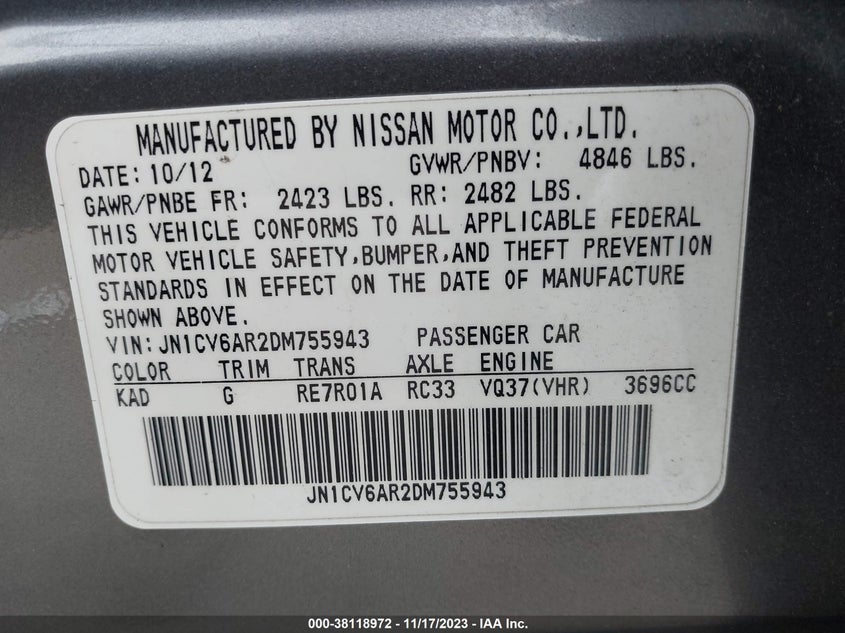 MANUFACTURED BY NISSAN MOTOR CO.,LTD.
DATE: 10/12 GVWR/PNBV: 4846 LBS.
GAWR/PNBE FR: 2423 LBS. RR: 2482 LBS.
THIS VEHICLE CONFORMS TO ALL APPLICABLE FEDERAL
MOTOR VEHICLE SAFETY,BUMPER,AND THEFT PREVENTION
STANDARDS IN EFFECT ON THE DATE OF MANUFACTURE
SHOWN ABOVE.
VIN:JN1CV6AR2DM755943 PASSENGER CAR
COLOR TRIM TRANS AXLE ENGINE
KAD G RE7R01A RC33 VQ37(VHR) 3696CC
JN1CV6AR2DM755943
000-38118972 - 11/17/2023 - IAA Inc.